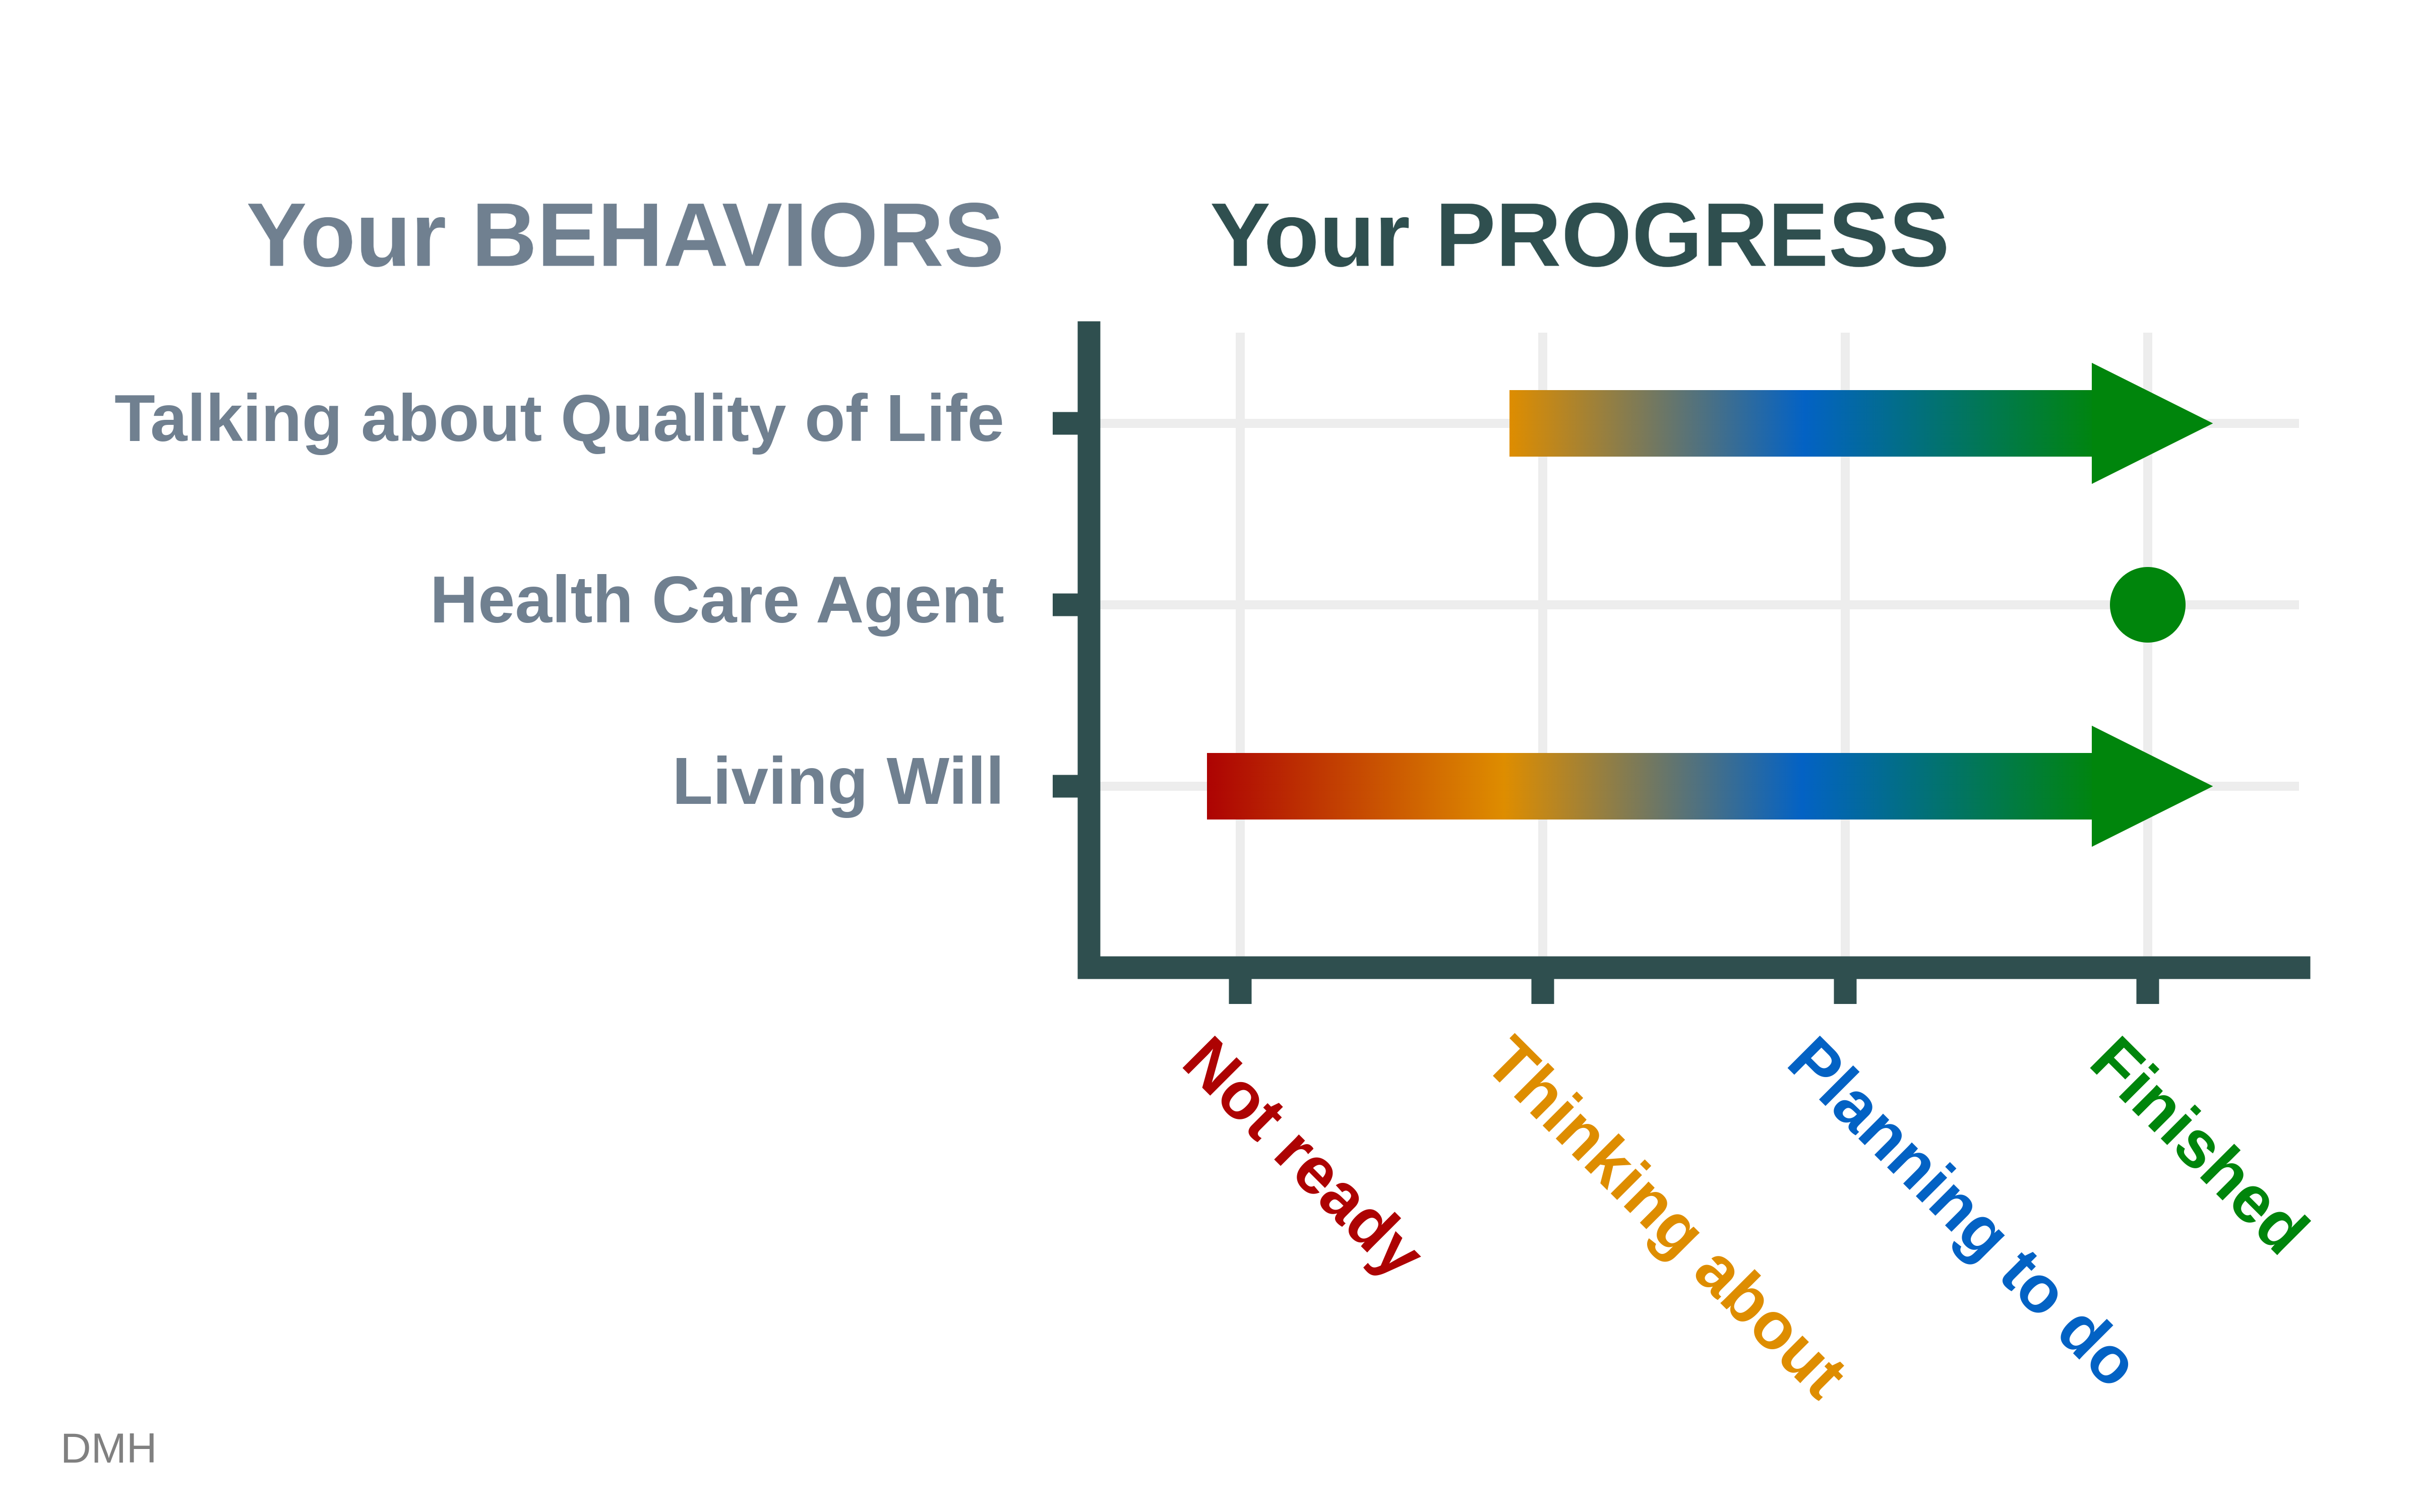 Your BEHAVIORS
Your PROGRESS
Talking about Quality of Life
Health Care Agent
Living Will
Not ready
Thinking about
Planning to do
Finished
DMH